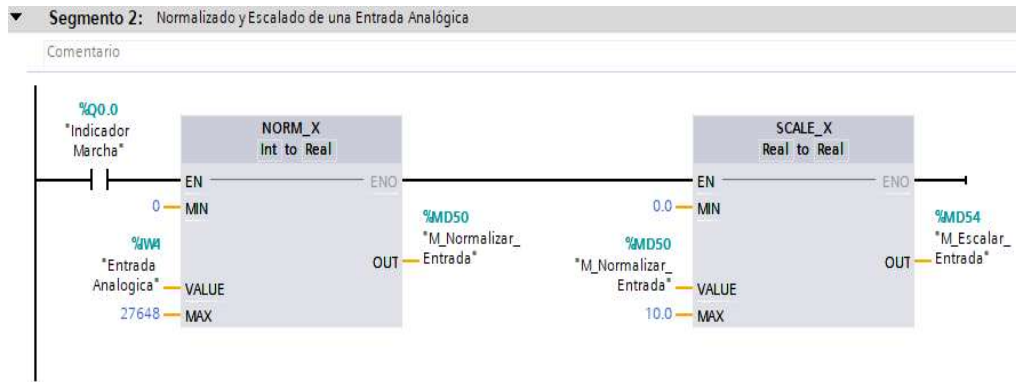 Segmento 2: Normalizado y Escalado de una Entrada Analógica
Comentario
%Q0.0
"Indicador
Marcha"
NORM_X
Int to Real
EN
ENO
0
MIN
%IW4
"Entrada
Analogica"
VALUE
27648
MAX
OUT
%MD50
"M_Normalizar_
Entrada"
SCALE_X
Real to Real
EN
ENO
0.0
MIN
%MD50
"M_Normalizar_
Entrada"
VALUE
10.0
MAX
OUT
%MD54
"M_Escalar_
Entrada"